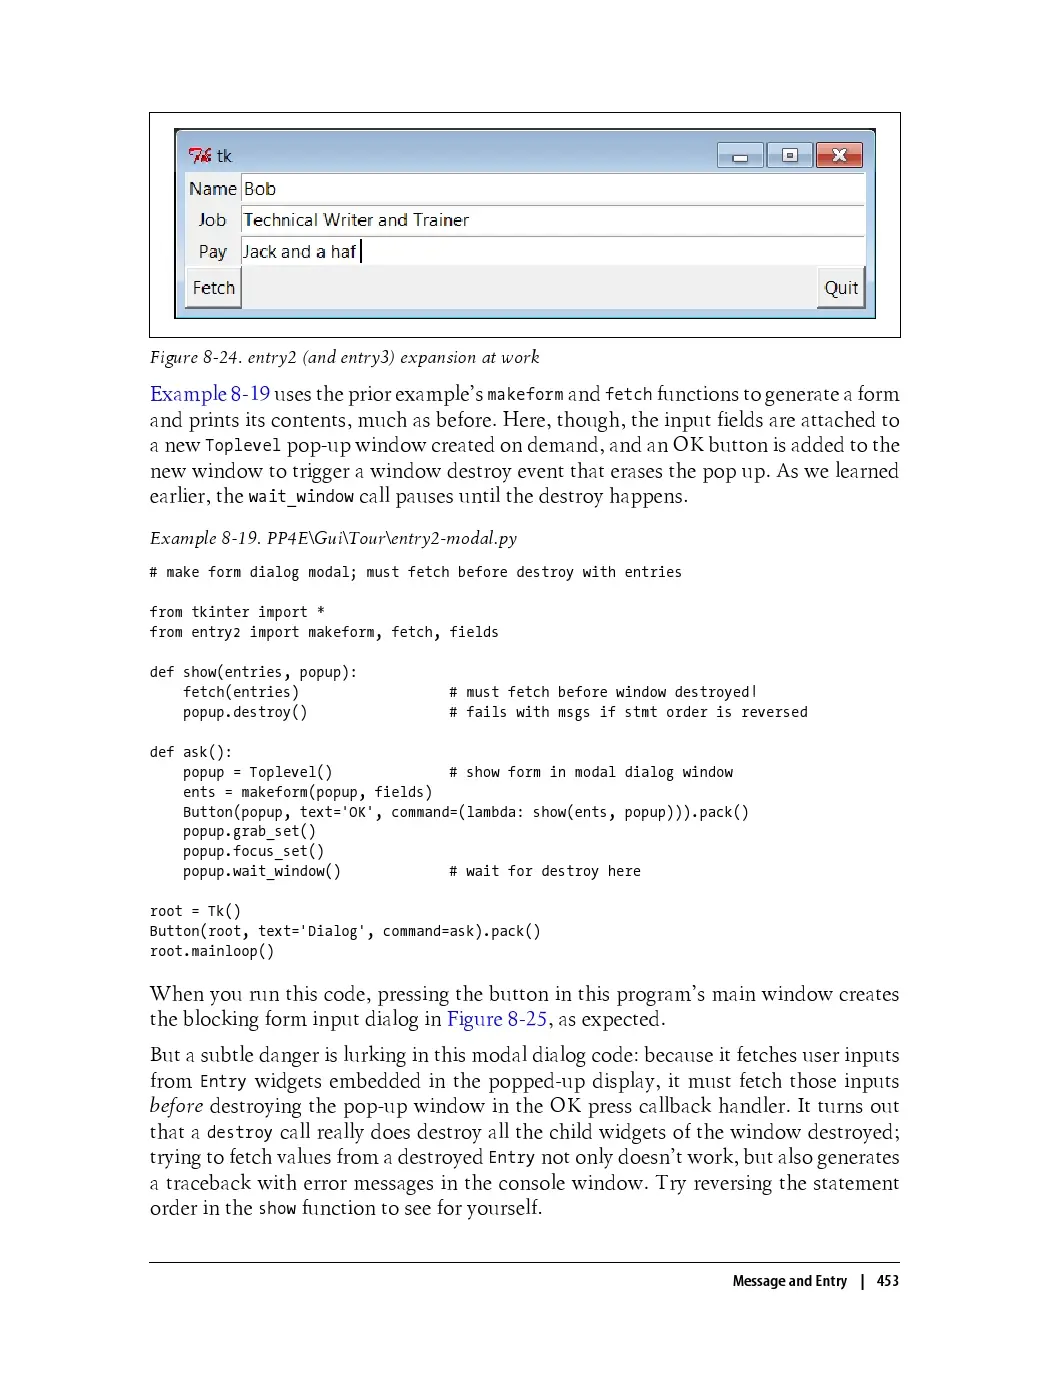 Tk tk
Name Bob
Job Technical Writer and Trainer
Pay Jack and a haf
Fetch Quit
Figure 8-24. entry2 (and entry3) expansion at work
Example 8-19 uses the prior example’s makeform and fetch functions to generate a form
and prints its contents, much as before. Here, though, the input fields are attached to
a new Toplevel pop-up window created on demand, and an OK button is added to the
new window to trigger a window destroy event that erases the pop up. As we learned
earlier, the wait_window call pauses until the destroy happens.
Example 8-19. PP4E\Gui\Tour\entry2-modal.py
# make form dialog modal; must fetch before destroy with entries
from tkinter import *
from entry2 import makeform, fetch, fields
def show(entries, popup):
    fetch(entries)                  # must fetch before window destroyed!
    popup.destroy()                 # fails with msgs if stmt order is reversed
def ask():
    popup = Toplevel()              # show form in modal dialog window
    ents = makeform(popup, fields)
    Button(popup, text='OK', command=(lambda: show(ents, popup))).pack()
    popup.grab_set()
    popup.focus_set()
    popup.wait_window()             # wait for destroy here
root = Tk()
Button(root, text='Dialog', command=ask).pack()
root.mainloop()
When you run this code, pressing the button in this program’s main window creates
the blocking form input dialog in Figure 8-25, as expected.
But a subtle danger is lurking in this modal dialog code: because it fetches user inputs
from Entry widgets embedded in the popped-up display, it must fetch those inputs
before destroying the pop-up window in the OK press callback handler. It turns out
that a destroy call really does destroy all the child widgets of the window destroyed;
trying to fetch values from a destroyed Entry not only doesn’t work, but also generates
a traceback with error messages in the console window. Try reversing the statement
order in the show function to see for yourself.
Message and Entry | 453